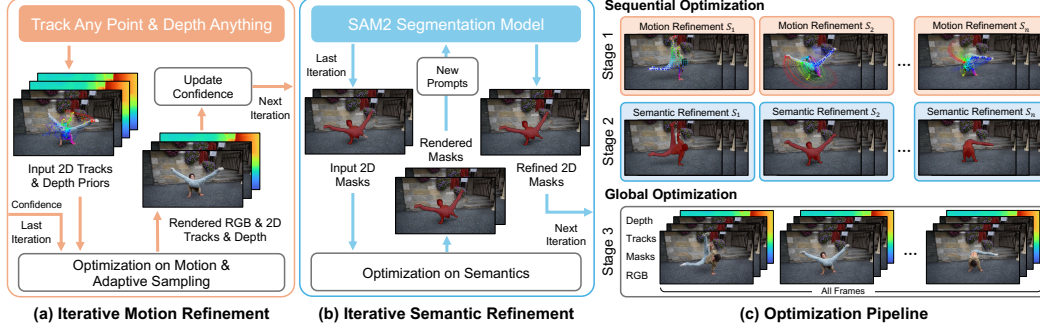 Track Any Point & Depth Anything
Input 2D Tracks
& Depth Priors
Update
Confidence
Next
Iteration
Confidence
Last
Iteration
Rendered RGB & 2D
Tracks & Depth
Optimization on Motion &
Adaptive Sampling
(a) Iterative Motion Refinement
SAM2 Segmentation Model
Last
Iteration
New
Prompts
Input 2D
Masks
Rendered
Masks
Refined 2D
Masks
Next
Iteration
Optimization on Semantics
(b) Iterative Semantic Refinement
Sequential Optimization
Stage 1
Motion Refinement S₁
Motion Refinement S₂
...
Motion Refinement Sₙ
Stage 2
Semantic Refinement S₁
Semantic Refinement S₂
...
Semantic Refinement Sₙ
Global Optimization
Stage 3
Depth
Tracks
Masks
RGB
...
All Frames
(c) Optimization Pipeline